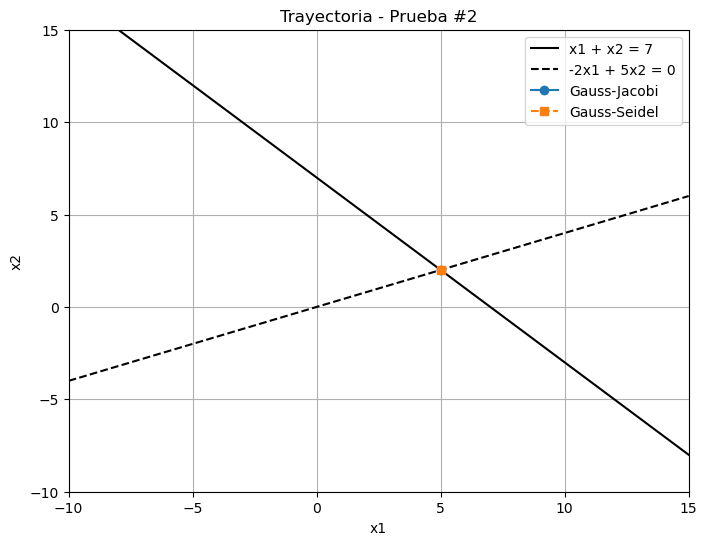 Trayectoria - Prueba #2
15
10
5
0
−5
−10
x2
x1 + x2 = 7
-2x1 + 5x2 = 0
Gauss-Jacobi
Gauss-Seidel
−10
−5
0
5
10
15
x1